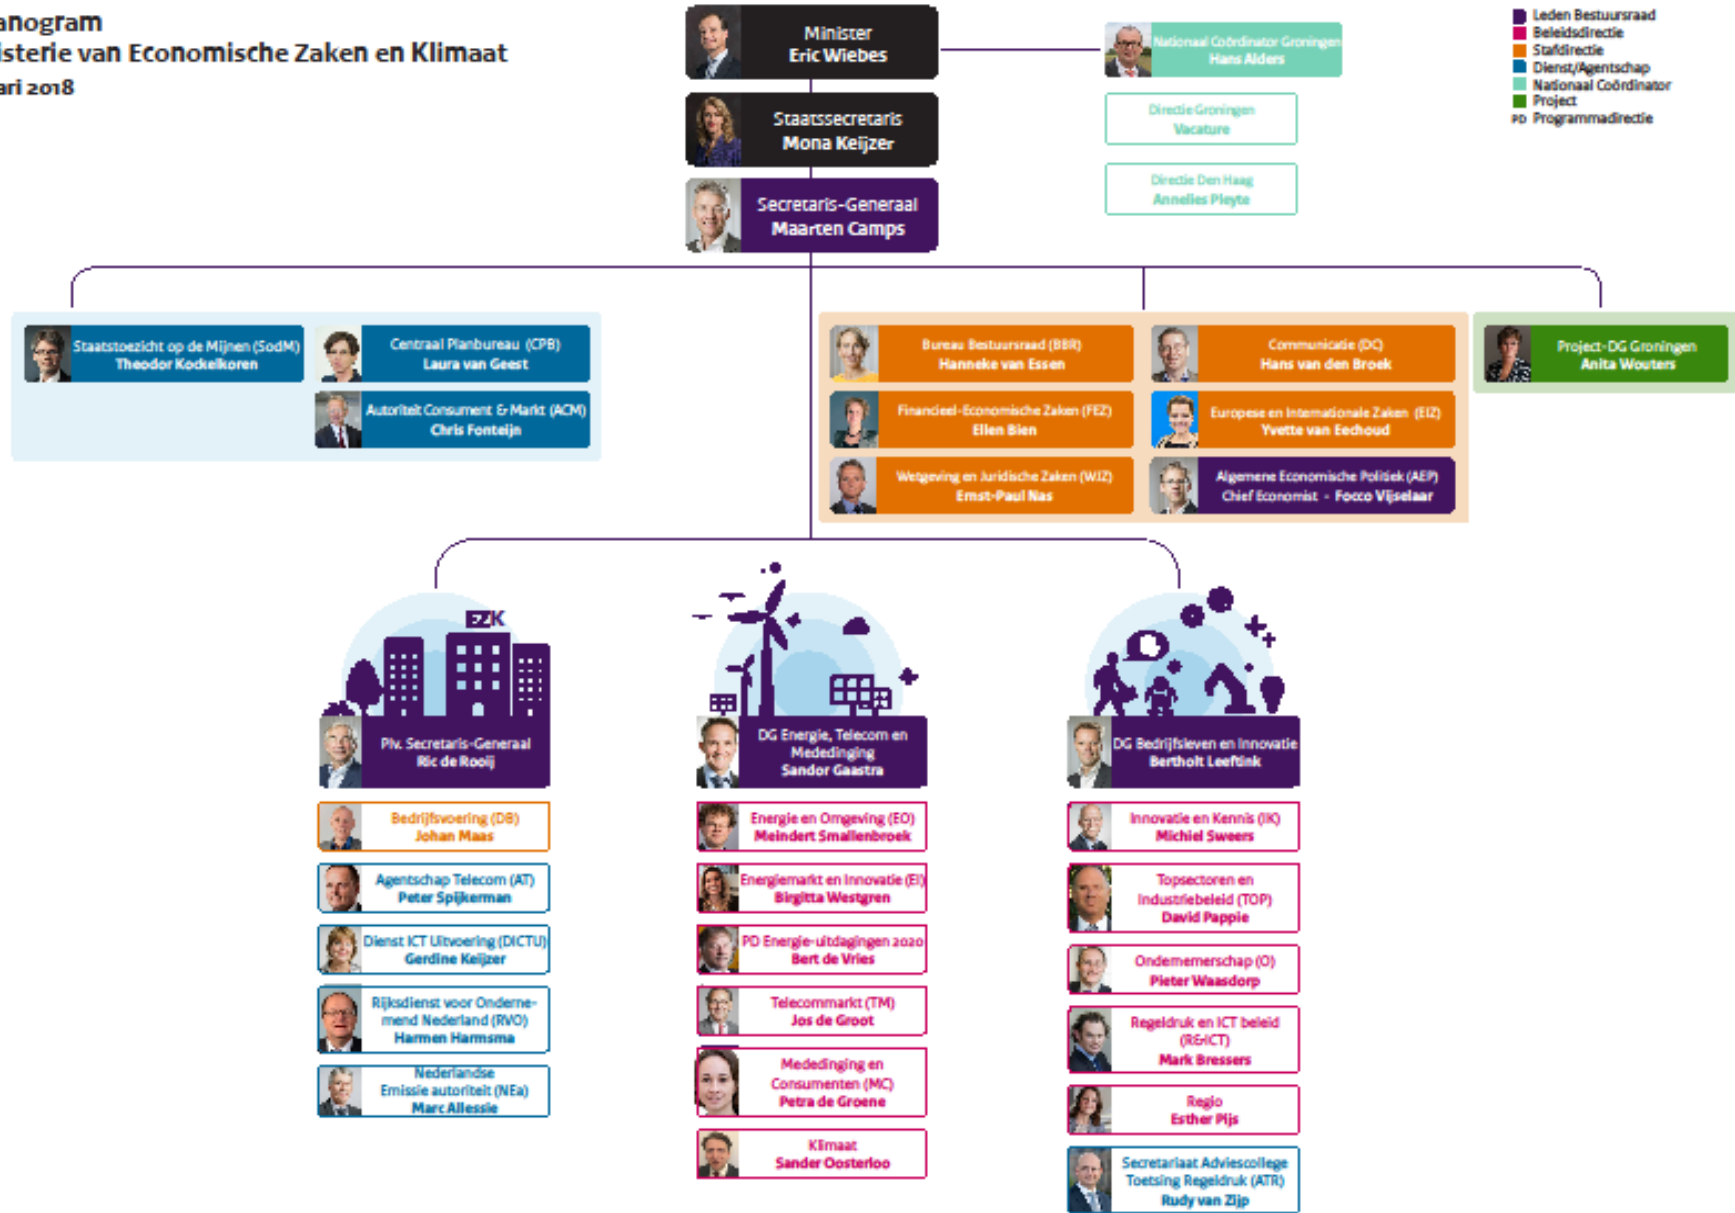 anogram
isterie van Economische Zaken en Klimaat
ari 2018
Minister
Eric Wiebes
Nationaal Coördinator Groningen
Hans Alders
Leden Bestuursraad
Beleidsdirectie
Stafdirectie
Dienst/Agentschap
Nationaal Coördinator
Project
PD Programmadirectie
Staatssecretaris
Mona Keijzer
Directie Groningen
Vacature
Directie Den Haag
Annelies Pleyte
Secretaris-Generaal
Maarten Camps
Staatstoezicht op de Mijnen (SodM)
Theodor Kockelkoren
Centraal Planbureau (CPB)
Laura van Geest
Autoriteit Consument & Markt (ACM)
Chris Fonteijn
Bureau Bestuursraad (BBR)
Hanneke van Essen
Communicatie (DC)
Hans van den Broek
Financieel-Economische Zaken (FEZ)
Ellen Bien
Europese en Internationale Zaken (EIZ)
Yvette van Eechoud
Wetgeving en Juridische Zaken (WJZ)
Ernst-Paul Nas
Algemene Economische Politiek (AEP)
Chief Economist - Focco Vijselaar
Project-DG Groningen
Anita Wouters
EZK
Plv. Secretaris-Generaal
Ric de Rooij
Bedrijfsvoering (DB)
Johan Maas
Agentschap Telecom (AT)
Peter Spijkerman
Dienst ICT Uitvoering (DICTU)
Gerdine Keijzer
Rijksdienst voor Onderne-
mend Nederland (RVO)
Harmen Harmsma
Nederlandse
Emissie autoriteit (NEa)
Marc Allessie
DG Energie, Telecom en
Mededinging
Sandor Gaastra
Energie en Omgeving (EO)
Meindert Smallenbroek
Energiemarkt en Innovatie (EI)
Birgitta Westgren
PD Energie-uitdagingen 2020
Bert de Vries
Telecommarkt (TM)
Jos de Groot
Mededinging en
Consumenten (MC)
Petra de Groene
Klimaat
Sander Oosterloo
DG Bedrijfsleven en Innovatie
Bertholt Leeftink
Innovatie en Kennis (IK)
Michiel Sweers
Topsectoren en
Industriebeleid (TOP)
David Pappie
Ondernemerschap (O)
Pieter Waasdorp
Regeldruk en ICT beleid
(R&ICT)
Mark Bressers
Regio
Esther Pijs
Secretariaat Adviescollege
Toetsing Regeldruk (ATR)
Rudy van Zijp